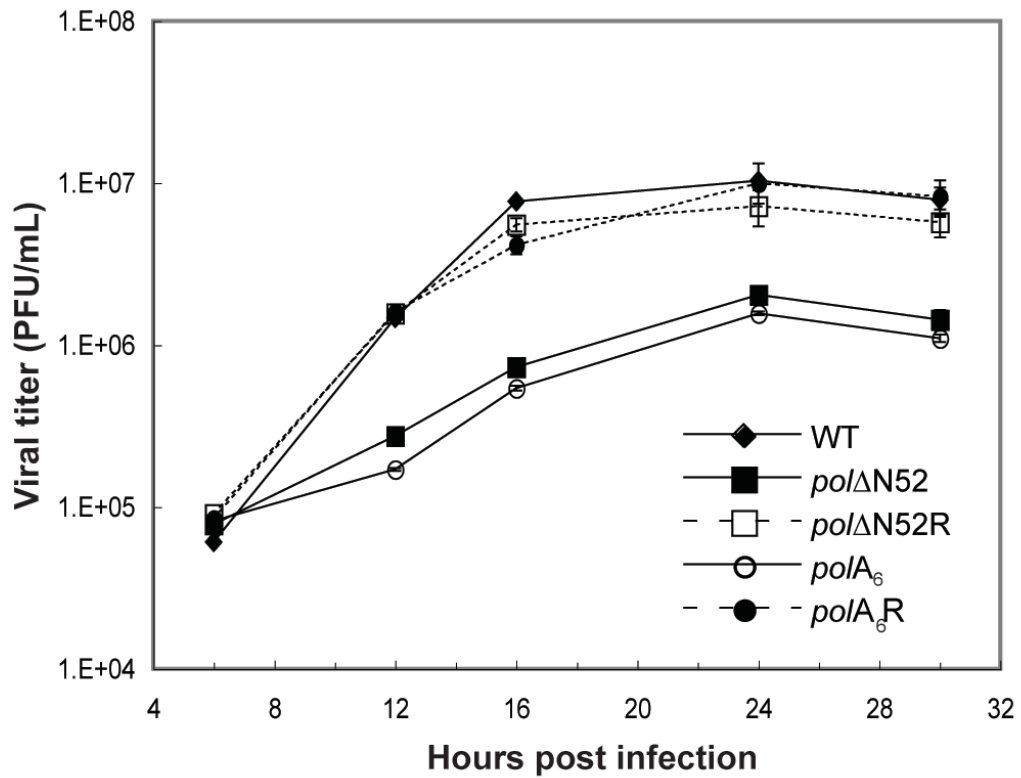 1.E+08
1.E+07
1.E+06
1.E+05
1.E+04
Viral titer (PFU/mL)
4 8 12 16 20 24 28 32
Hours post infection
WT
polΔN52
polΔN52R
polA₆
polA₆R